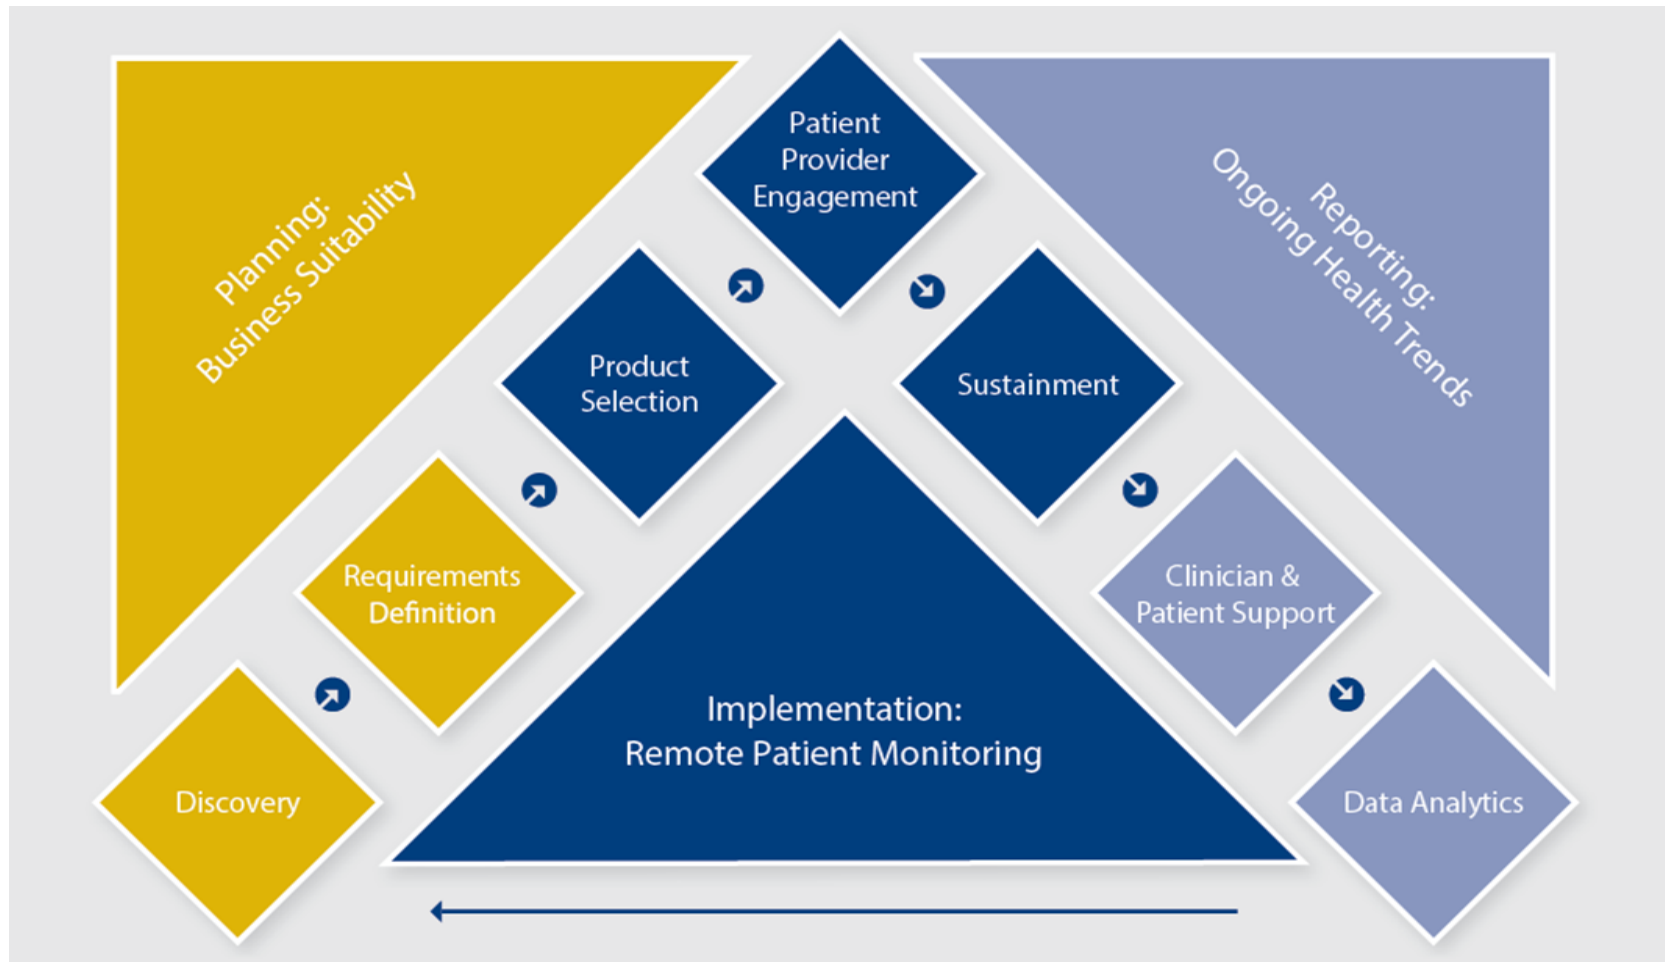 Planning:
Business Suitability
Patient
Provider
Engagement
Reporting:
Ongoing Health Trends
Product
Selection
Sustainment
Requirements
Definition
Clinician &
Patient Support
Implementation:
Remote Patient Monitoring
Discovery
Data Analytics